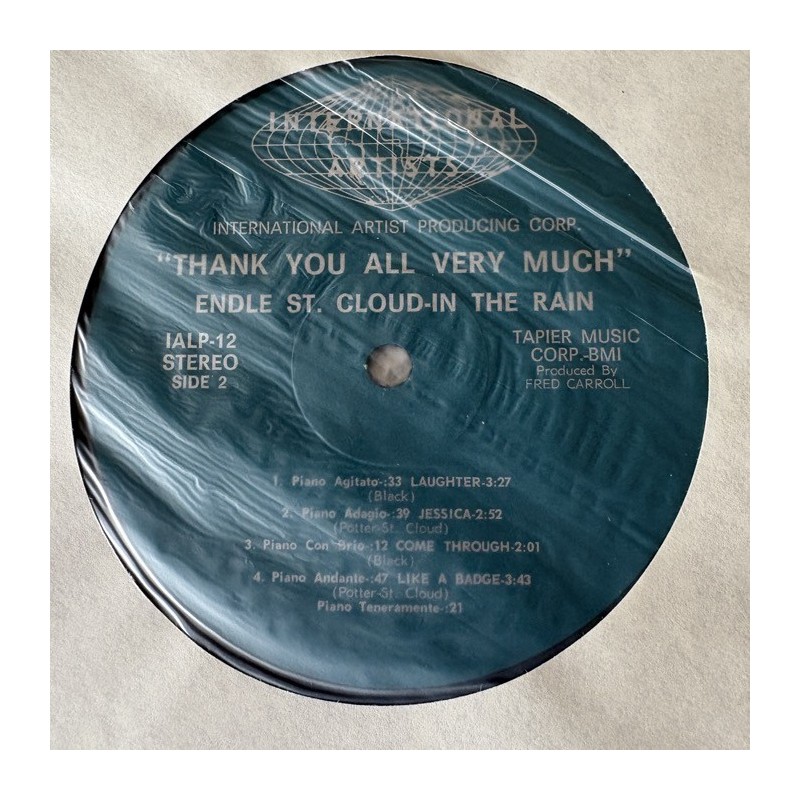 INTERNATIONAL
ARTISTS
INTERNATIONAL ARTIST PRODUCING CORP.
"THANK YOU ALL VERY MUCH"
ENDLE ST. CLOUD-IN THE RAIN
IALP-12
STEREO
SIDE 2
TAPIER MUSIC
CORP.-BMI
Produced By
FRED CARROLL
1. Piano Agitato-:33 LAUGHTER-3:27
(Black)
2. Piano Adagio-:39 JESSICA-2:52
(Potter-St. Cloud)
3. Piano Con Brio-:12 COME THROUGH-2:01
(Black)
4. Piano Andante-:47 LIKE A BADGE-3:43
(Potter-St. Cloud)
Piano Teneramente-:21